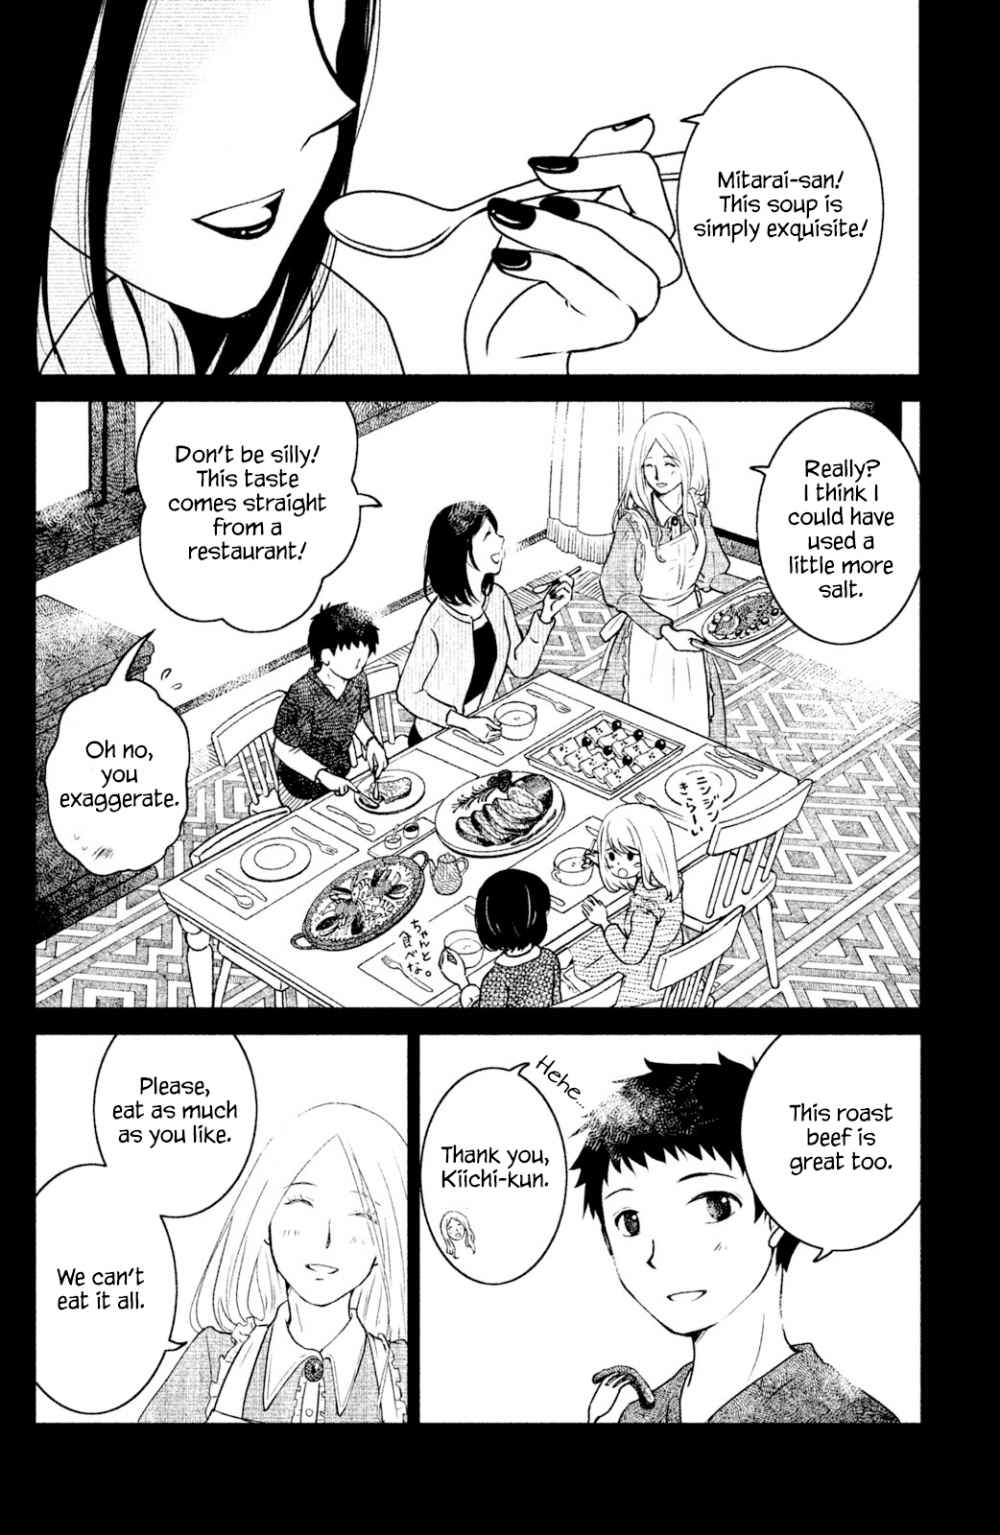 Mitarai-san!
This soup is
simply exquisite!
Really?
I think I
could have
used a
little more
salt.
Don't be silly!
This taste
comes straight
from a
restaurant!
Oh no,
you
exaggerate.
ニンジン
きらーい
ちゃんと
食べな。
This roast
beef is
great too.
Hehe...
Thank you,
Kiichi-kun.
Please,
eat as much
as you like.
We can't
eat it all.